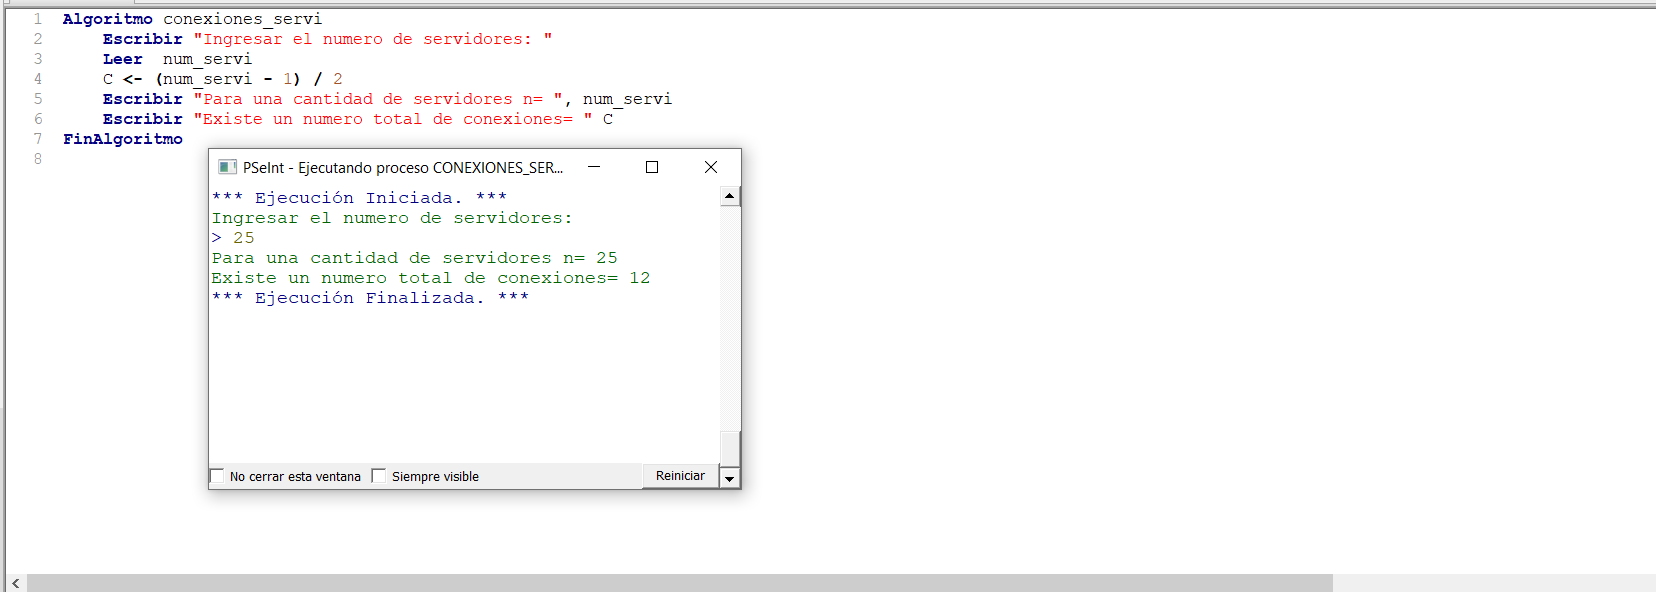 1 Algoritmo conexiones_servi
2 Escribir "Ingresar el numero de servidores: "
3 Leer num_servi
4 C <- (num_servi - 1) / 2
5 Escribir "Para una cantidad de servidores n= ", num_servi
6 Escribir "Existe un numero total de conexiones= " C
7 FinAlgoritmo
8
PSeInt - Ejecutando proceso CONEXIONES_SER...
*** Ejecución Iniciada. ***
Ingresar el numero de servidores:
> 25
Para una cantidad de servidores n= 25
Existe un numero total de conexiones= 12
*** Ejecución Finalizada. ***
No cerrar esta ventana Siempre visible Reiniciar